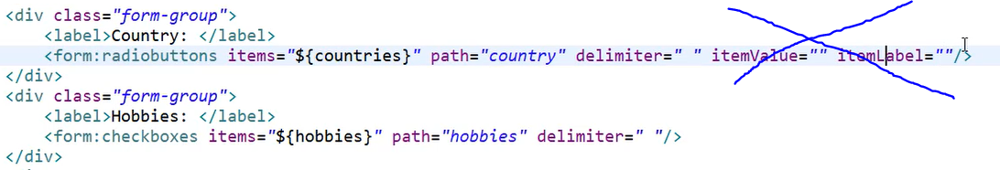 <div class="form-group">
<label>Country: </label>
<form:radiobuttons items="${countries}" path="country" delimiter=" " itemValue="" itemLabel=""/>
</div>
<div class="form-group">
<label>Hobbies: </label>
<form:checkboxes items="${hobbies}" path="hobbies" delimiter=" "/>
</div>